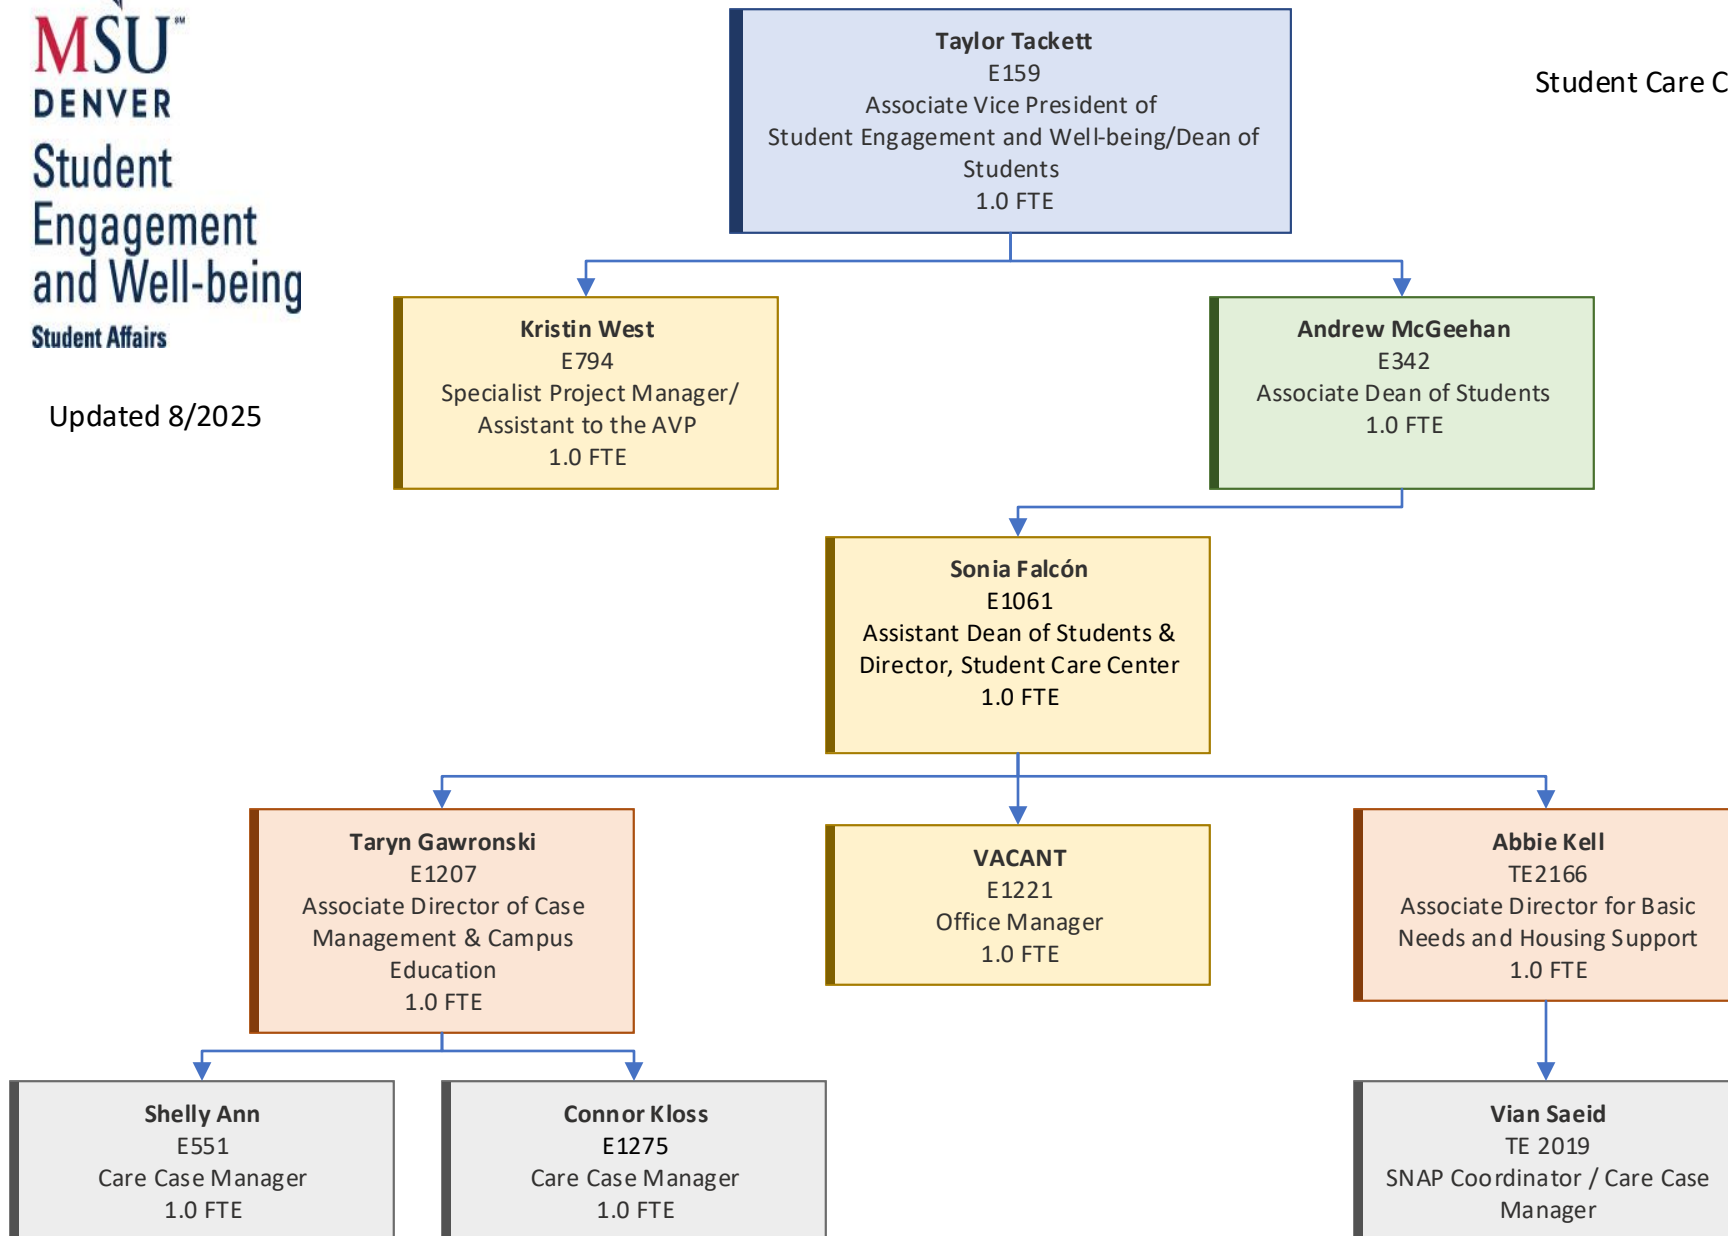 MSU℠
DENVER
Student
Engagement
and Well-being
Student Affairs
Updated 8/2025
Student Care C
Taylor Tackett
E159
Associate Vice President of
Student Engagement and Well-being/Dean of
Students
1.0 FTE
Kristin West
E794
Specialist Project Manager/
Assistant to the AVP
1.0 FTE
Andrew McGeehan
E342
Associate Dean of Students
1.0 FTE
Sonia Falcón
E1061
Assistant Dean of Students &
Director, Student Care Center
1.0 FTE
Taryn Gawronski
E1207
Associate Director of Case
Management & Campus
Education
1.0 FTE
VACANT
E1221
Office Manager
1.0 FTE
Abbie Kell
TE2166
Associate Director for Basic
Needs and Housing Support
1.0 FTE
Shelly Ann
E551
Care Case Manager
1.0 FTE
Connor Kloss
E1275
Care Case Manager
1.0 FTE
Vian Saeid
TE 2019
SNAP Coordinator / Care Case
Manager